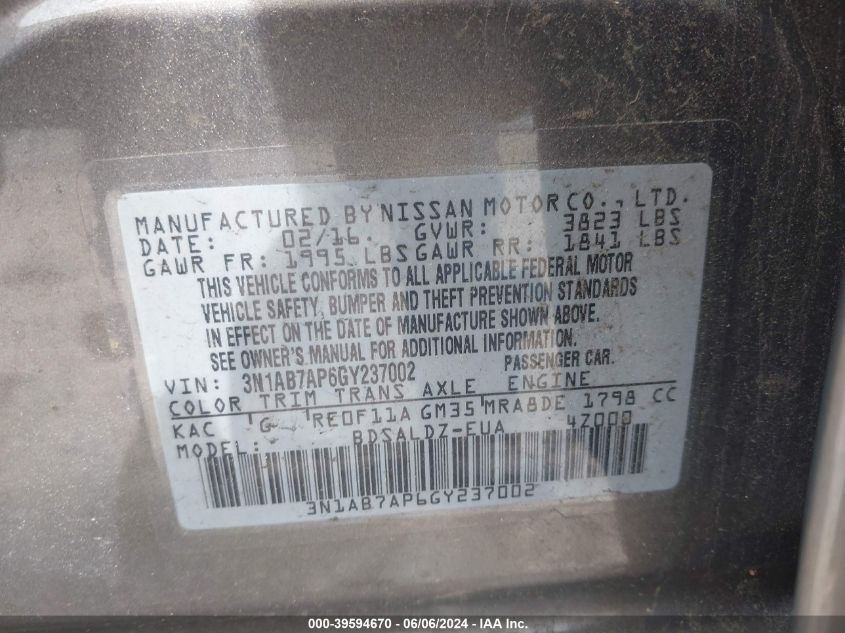 MANUFACTURED BY NISSAN MOTOR CO., LTD.
DATE: 02/16 GVWR: 3823 LBS
GAWR FR: 1995 LBS GAWR RR: 1841 LBS
THIS VEHICLE CONFORMS TO ALL APPLICABLE FEDERAL MOTOR
VEHICLE SAFETY, BUMPER AND THEFT PREVENTION STANDARDS
IN EFFECT ON THE DATE OF MANUFACTURE SHOWN ABOVE.
SEE OWNER'S MANUAL FOR ADDITIONAL INFORMATION.
VIN: 3N1AB7AP6GY237002 PASSENGER CAR.
COLOR TRIM TRANS AXLE ENGINE
KAC G RE0F11A GM35 MRA8DE 1798 CC
MODEL: BDSALDZ-EUA 4Z000
3N1AB7AP6GY237002
000-39594670 - 06/06/2024 - IAA Inc.